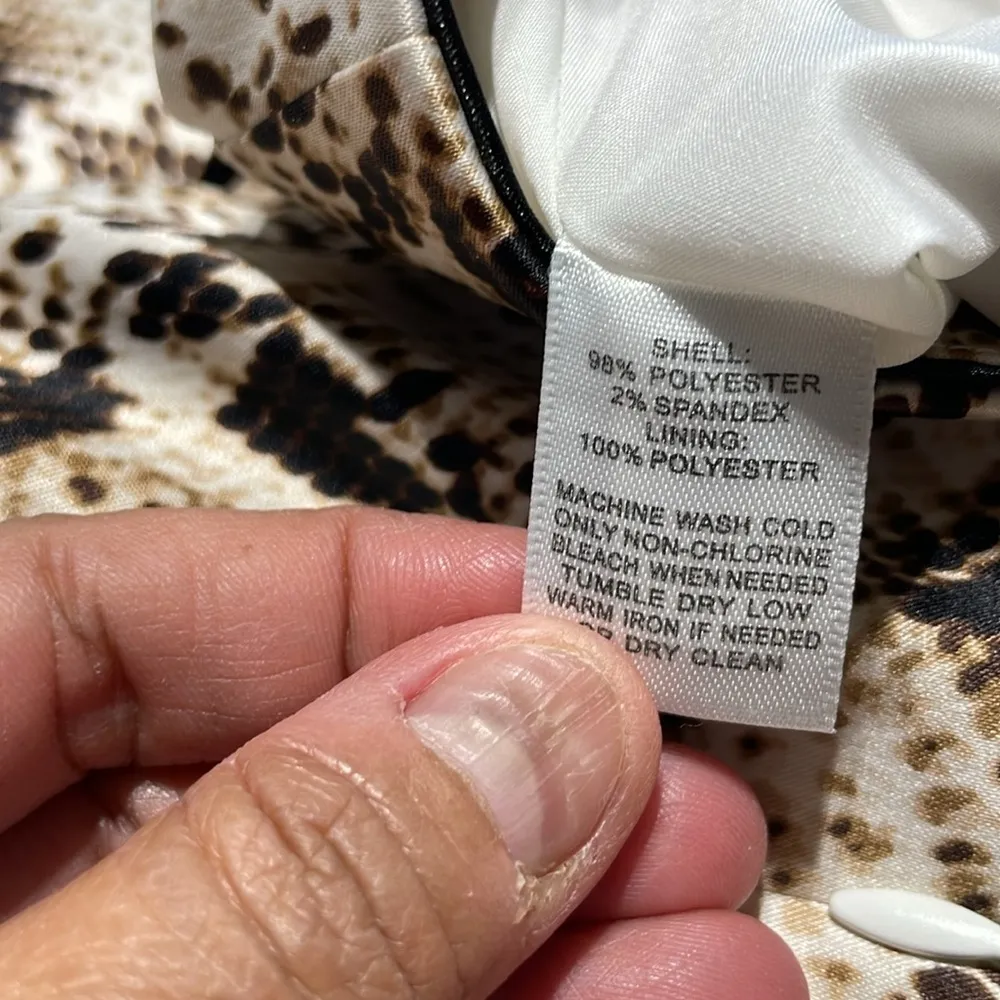 SHELL:
98% POLYESTER
2% SPANDEX
LINING:
100% POLYESTER
MACHINE WASH COLD
ONLY NON-CHLORINE
BLEACH WHEN NEEDED
TUMBLE DRY LOW
WARM IRON IF NEEDED
OR DRY CLEAN